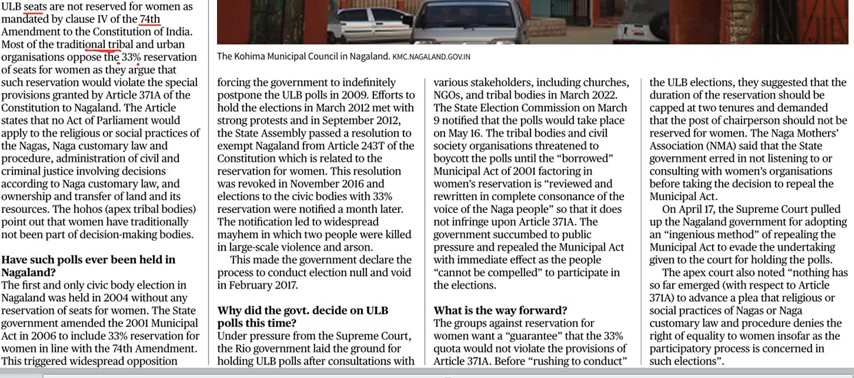 ULB seats are not reserved for women as
mandated by clause IV of the 74th
Amendment to the Constitution of India.
Most of the traditional tribal and urban
organisations oppose the 33% reservation
of seats for women as they argue that
such reservation would violate the special
provisions granted by Article 371A of the
Constitution to Nagaland. The Article
states that no Act of Parliament would
apply to the religious or social practices of
the Nagas, Naga customary law and
procedure, administration of civil and
criminal justice involving decisions
according to Naga customary law, and
ownership and transfer of land and its
resources. The hohos (apex tribal bodies)
point out that women have traditionally
not been part of decision-making bodies.
Have such polls ever been held in
Nagaland?
The first and only civic body election in
Nagaland was held in 2004 without any
reservation of seats for women. The State
government amended the 2001 Municipal
Act in 2006 to include 33% reservation for
women in line with the 74th Amendment.
This triggered widespread opposition
The Kohima Municipal Council in Nagaland. KMC.NAGALAND.GOV.IN
forcing the government to indefinitely
postpone the ULB polls in 2009. Efforts to
hold the elections in March 2012 met with
strong protests and in September 2012,
the State Assembly passed a resolution to
exempt Nagaland from Article 243T of the
Constitution which is related to the
reservation for women. This resolution
was revoked in November 2016 and
elections to the civic bodies with 33%
reservation were notified a month later.
The notification led to widespread
mayhem in which two people were killed
in large-scale violence and arson.
This made the government declare the
process to conduct election null and void
in February 2017.
Why did the govt. decide on ULB
polls this time?
Under pressure from the Supreme Court,
the Rio government laid the ground for
holding ULB polls after consultations with
various stakeholders, including churches,
NGOs, and tribal bodies in March 2022.
The State Election Commission on March
9 notified that the polls would take place
on May 16. The tribal bodies and civil
society organisations threatened to
boycott the polls until the “borrowed”
Municipal Act of 2001 factoring in
women’s reservation is “reviewed and
rewritten in complete consonance of the
voice of the Naga people” so that it does
not infringe upon Article 371A. The
government succumbed to public
pressure and repealed the Municipal Act
with immediate effect as the people
“cannot be compelled” to participate in
the elections.
What is the way forward?
The groups against reservation for
women want a “guarantee” that the 33%
quota would not violate the provisions of
Article 371A. Before “rushing to conduct”
the ULB elections, they suggested that the
duration of the reservation should be
capped at two tenures and demanded
that the post of chairperson should not be
reserved for women. The Naga Mothers’
Association (NMA) said that the State
government erred in not listening to or
consulting with women’s organisations
before taking the decision to repeal the
Municipal Act.
On April 17, the Supreme Court pulled
up the Nagaland government for adopting
an “ingenious method” of repealing the
Municipal Act to evade the undertaking
given to the court for holding the polls.
The apex court also noted “nothing has
so far emerged (with respect to Article
371A) to advance a plea that religious or
social practices of Nagas or Naga
customary law and procedure denies the
right of equality to women insofar as the
participatory process is concerned in
such elections”.